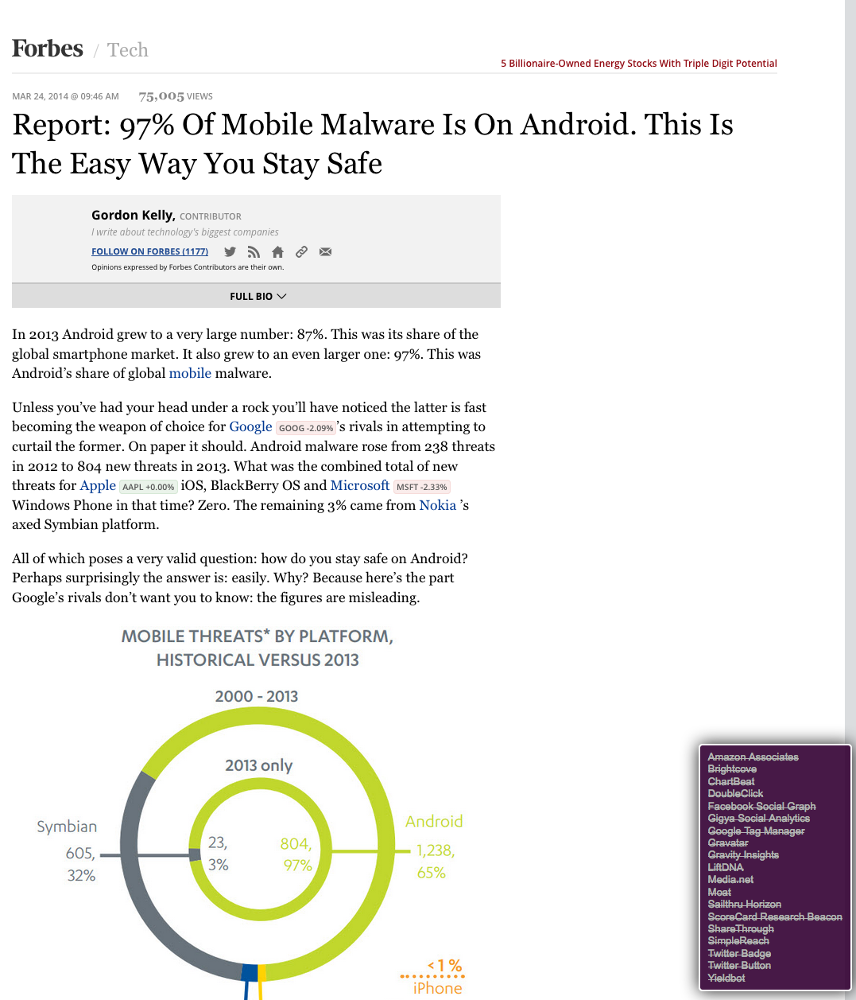 Forbes / Tech
5 Billionaire-Owned Energy Stocks With Triple Digit Potential
MAR 24, 2014 @ 09:46 AM 75,005 VIEWS
Report: 97% Of Mobile Malware Is On Android. This Is
The Easy Way You Stay Safe
Gordon Kelly, CONTRIBUTOR
I write about technology's biggest companies
FOLLOW ON FORBES (1177)
Opinions expressed by Forbes Contributors are their own.
FULL BIO
In 2013 Android grew to a very large number: 87%. This was its share of the
global smartphone market. It also grew to an even larger one: 97%. This was
Android’s share of global mobile malware.
Unless you’ve had your head under a rock you’ll have noticed the latter is fast
becoming the weapon of choice for Google GOOG -2.09%’s rivals in attempting to
curtail the former. On paper it should. Android malware rose from 238 threats
in 2012 to 804 new threats in 2013. What was the combined total of new
threats for Apple AAPL +0.00% iOS, BlackBerry OS and Microsoft MSFT -2.33%
Windows Phone in that time? Zero. The remaining 3% came from Nokia ’s
axed Symbian platform.
All of which poses a very valid question: how do you stay safe on Android?
Perhaps surprisingly the answer is: easily. Why? Because here’s the part
Google’s rivals don’t want you to know: the figures are misleading.
MOBILE THREATS* BY PLATFORM,
HISTORICAL VERSUS 2013
2000 - 2013
2013 only
Symbian
605,
32%
23,
3%
804,
97%
Android
1,238,
65%
<1%
iPhone
Amazon Associates
Brightcove
ChartBeat
DoubleClick
Facebook Social Graph
Gigya Social Analytics
Google Tag Manager
Gravatar
Gravity Insights
LiftDNA
Media.net
Moat
Sailthru Horizon
ScoreCard Research Beacon
ShareThrough
SimpleReach
Twitter Badge
Twitter Button
Yieldbot